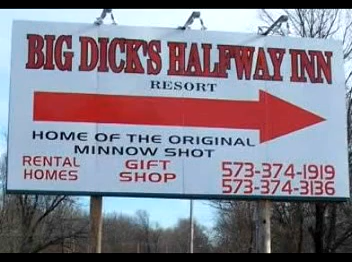 BIG DICK'S HALFWAY INN
RESORT
HOME OF THE ORIGINAL
MINNOW SHOT
RENTAL HOMES
GIFT SHOP
573-374-1919
573-374-3136